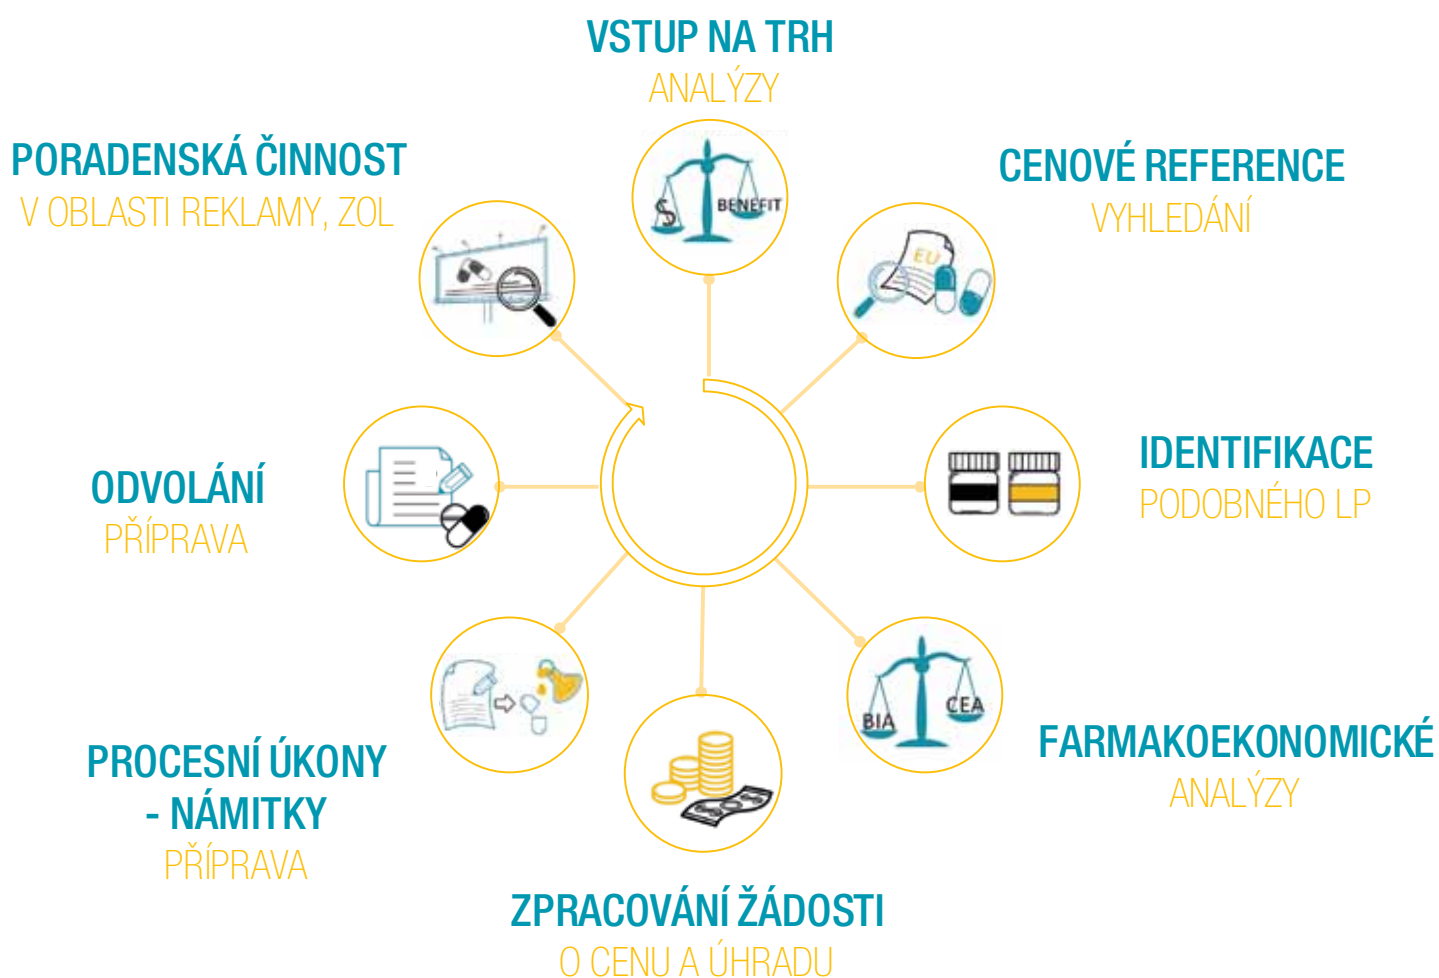 VSTUP NA TRH
ANALÝZY
$
BENEFIT
CENOVÉ REFERENCE
VYHLEDÁNÍ
EU
IDENTIFIKACE
PODOBNÉHO LP
BIA
CEA
FARMAKOEKONOMICKÉ
ANALÝZY
ZPRACOVÁNÍ ŽÁDOSTI
O CENU A ÚHRADU
PROCESNÍ ÚKONY
- NÁMITKY
PŘÍPRAVA
ODVOLÁNÍ
PŘÍPRAVA
PORADENSKÁ ČINNOST
V OBLASTI REKLAMY, ZOL